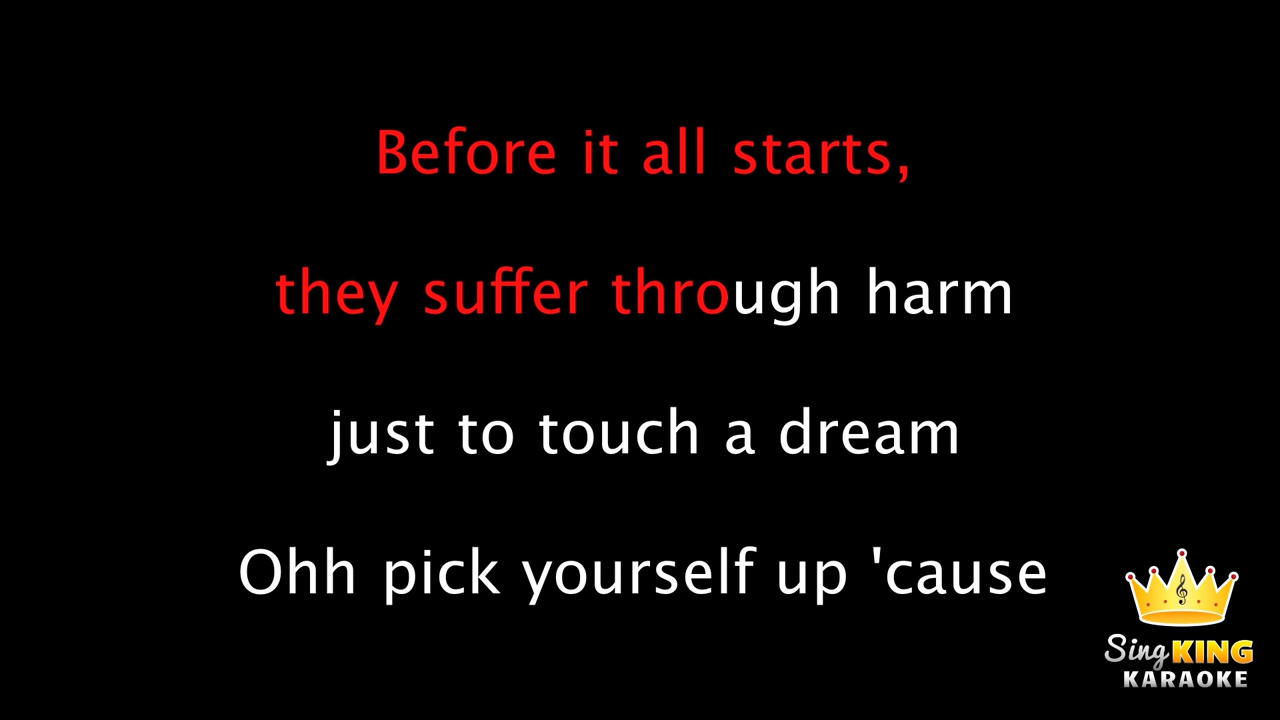 Before it all starts,
they suffer through harm
just to touch a dream
Ohh pick yourself up 'cause
Sing KING
KARAOKE